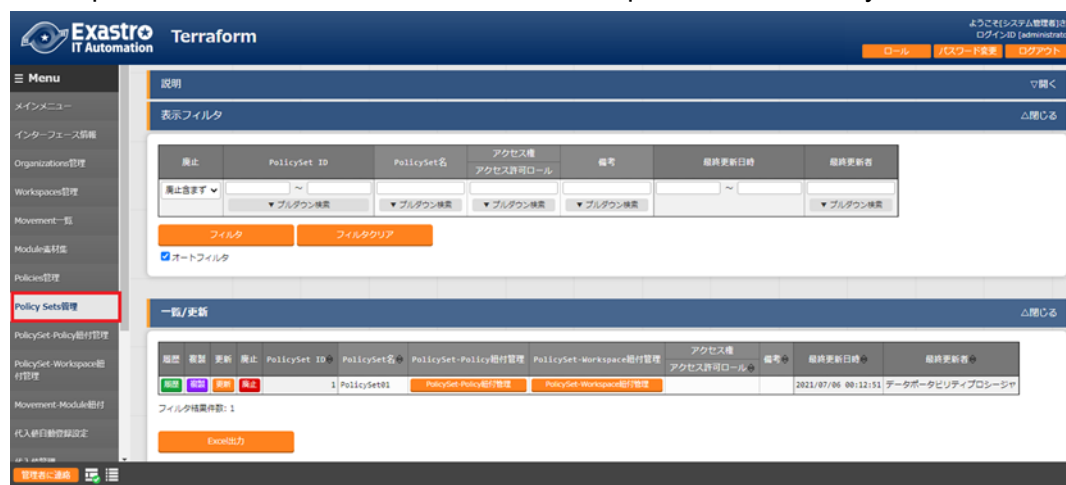 Exastro
IT Automation
Terraform
ようこそ[システム管理者]さ
ログインID [administrato
ロール
パスワード変更
ログアウト
Menu
メインメニュー
インターフェース情報
Organizations管理
Workspaces管理
Movement一覧
Module素材集
Policies管理
Policy Sets管理
PolicySet-Policy紐付管理
PolicySet-Workspace紐
付管理
Movement-Module紐付
代入値自動登録設定
説明
▽開く
表示フィルタ
△閉じる
廃止 PolicySet ID PolicySet名 アクセス権 備考 最終更新日時 最終更新者
アクセス許可ロール
廃止含まず ～ ～
▼ プルダウン検索 ▼ プルダウン検索 ▼ プルダウン検索 ▼ プルダウン検索 ▼ プルダウン検索
フィルタ フィルタクリア
オートフィルタ
一覧/更新
△閉じる
履歴 複製 更新 廃止 PolicySet ID PolicySet名 PolicySet-Policy紐付管理 PolicySet-Workspace紐付管理 アクセス権 備考 最終更新日時 最終更新者
アクセス許可ロール
履歴 複製 更新 廃止 1 PolicySet01 PolicySet-Policy紐付管理 PolicySet-Workspace紐付管理 2021/07/06 00:12:51 データポータビリティプロシージャ
フィルタ結果件数: 1
Excel出力
管理者に連絡